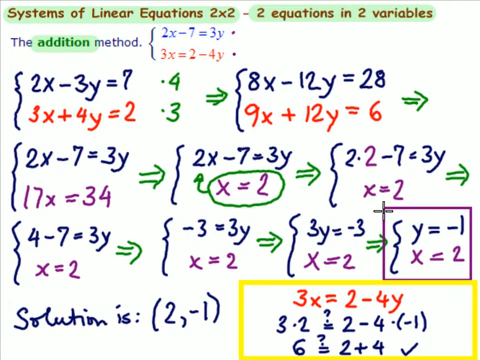 Systems of Linear Equations 2x2 - 2 equations in 2 variables
The addition method. { 2x-7=3y •
3x=2-4y •
{ 2x-3y=7 ·4 ⇒ { 8x-12y=28 ⇒
3x+4y=2 ·3 9x+12y=6
{ 2x-7=3y ⇒ { 2x-7=3y ⇒ { 2·2-7=3y ⇒
17x=34 x=2 x=2
{ 4-7=3y ⇒ { -3=3y ⇒ { 3y=-3 ⇒ { y=-1
x=2 x=2 x=2 x=2
Solution is: (2,-1)
3x=2-4y
3·2 ≟ 2-4·(-1)
6 ≟ 2+4 ✓